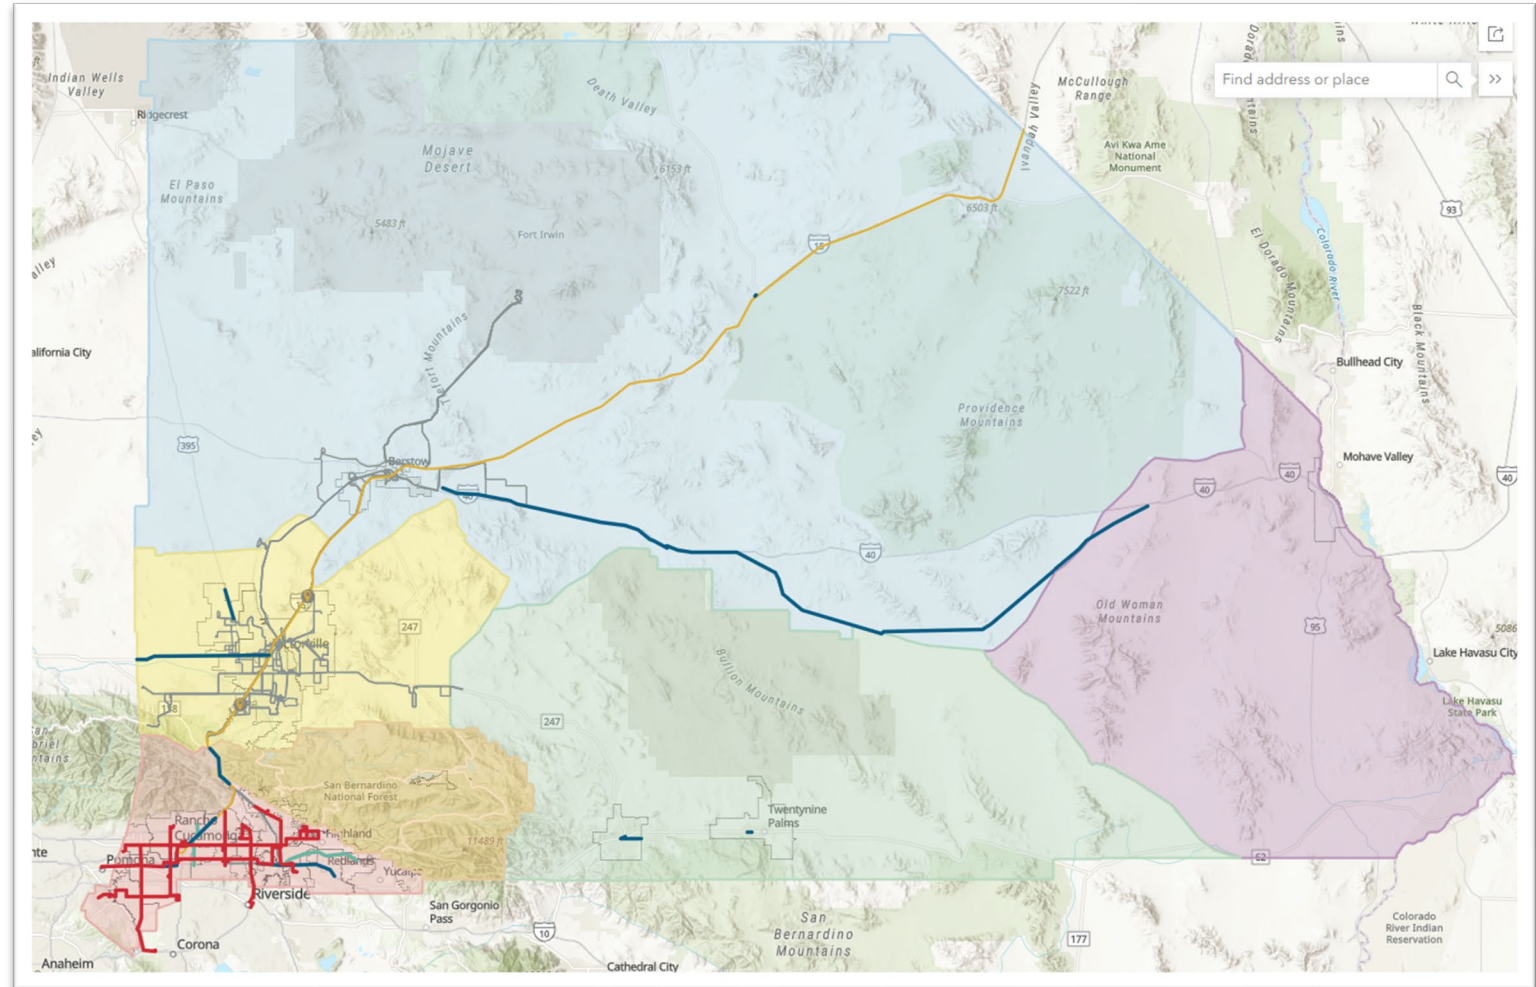 Find address or place
Indian Wells
Valley
Ridgecrest
Death Valley
McCullough
Range
Ivanpah Valley
Mojave
Desert
6153 ft
Avi Kwa Ame
National
Monument
El Paso
Mountains
5483 ft
Fort Irwin
6503 ft
93
15
El Dorado Mountains
Colorado River
7522 ft
Black Mountains
alifornia City
Bullhead City
Providence
Mountains
395
Barstow
Mohave Valley
40
40
40
40
40
Old Woman
Mountains
247
95
Victorville
5086
Lake Havasu City
Bullion Mountains
Lake Havasu
State Park
247
San Bernardino
National Forest
Twentynine
Palms
Rancho
Cucamonga
Highland
11489 ft
Pomona
Redlands
Yucaipa
62
Riverside
San Gorgonio
Pass
San
Bernardino
Mountains
10
177
Colorado
River Indian
Reservation
Corona
Anaheim
Cathedral City